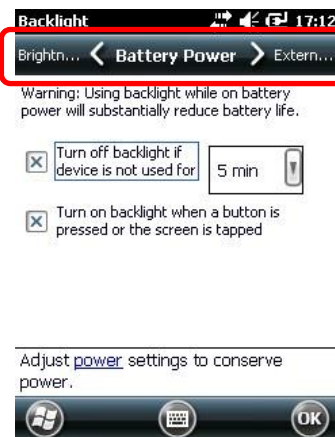 Backlight 17:12
Brightn... Battery Power Extern...
Warning: Using backlight while on battery
power will substantially reduce battery life.
Turn off backlight if
device is not used for 5 min
Turn on backlight when a button is
pressed or the screen is tapped
Adjust power settings to conserve
power.
OK